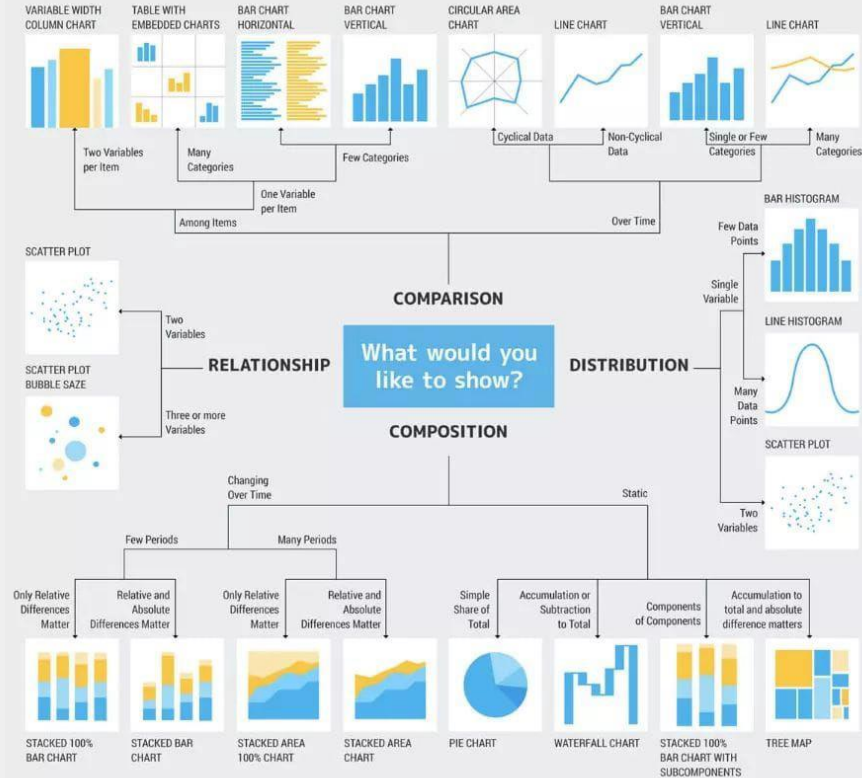 VARIABLE WIDTH
COLUMN CHART
TABLE WITH
EMBEDDED CHARTS
BAR CHART
HORIZONTAL
BAR CHART
VERTICAL
CIRCULAR AREA
CHART
LINE CHART
BAR CHART
VERTICAL
LINE CHART
Two Variables
per Item
Many
Categories
Few Categories
Cyclical Data
Non-Cyclical
Data
Single or Few
Categories
Many
Categories
One Variable
per Item
Among Items
Over Time
BAR HISTOGRAM
Few Data
Points
SCATTER PLOT
Single
Variable
COMPARISON
Two
Variables
LINE HISTOGRAM
RELATIONSHIP
What would you
like to show?
DISTRIBUTION
SCATTER PLOT
BUBBLE SAZE
Many
Data
Points
Three or more
Variables
COMPOSITION
SCATTER PLOT
Changing
Over Time
Static
Two
Variables
Few Periods
Many Periods
Only Relative
Differences
Matter
Relative and
Absolute
Differences Matter
Only Relative
Differences
Matter
Relative and
Absolute
Differences Matter
Simple
Share of
Total
Accumulation or
Subtraction
to Total
Components
of Components
Accumulation to
total and absolute
difference matters
STACKED 100%
BAR CHART
STACKED BAR
CHART
STACKED AREA
100% CHART
STACKED AREA
CHART
PIE CHART
WATERFALL CHART
STACKED 100%
BAR CHART WITH
SUBCOMPONENTS
TREE MAP